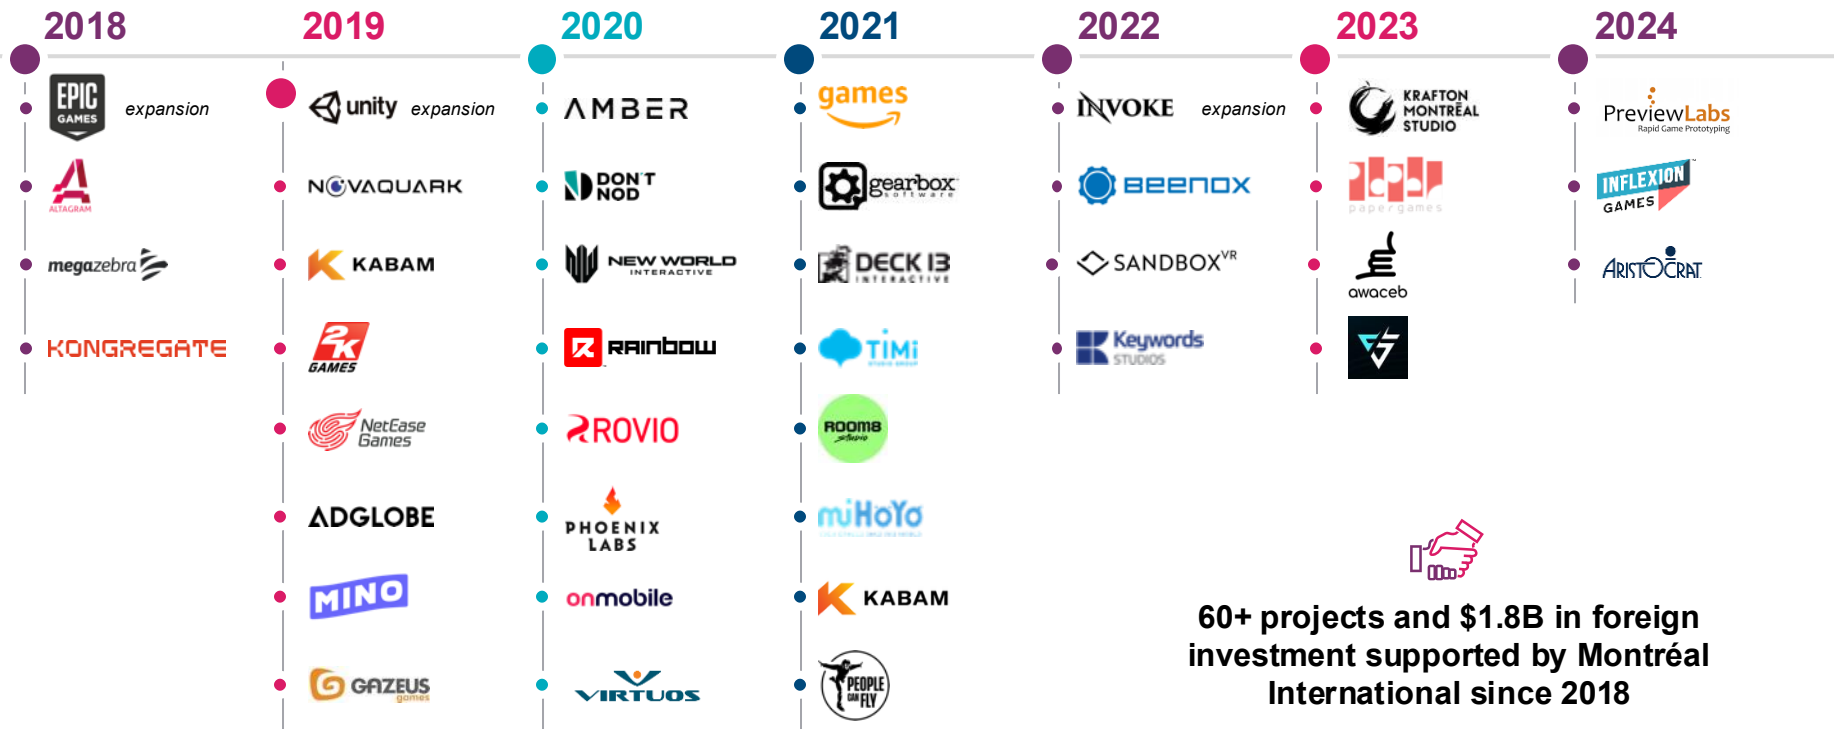 2018
2019
2020
2021
2022
2023
2024
EPIC
GAMES
expansion
ALTAGRAM
megazebra
KONGREGATE
unity
expansion
NOVAQUARK
KABAM
2K
GAMES
NetEase
Games
ADGLOBE
MINO
GAZEUS
games
AMBER
DON'T
NOD
NEW WORLD
INTERACTIVE
RAINBOW
ROVIO
PHOENIX
LABS
onmobile
VIRTUOS
games
gearbox
software
DECK 13
INTERACTIVE
TiMi
STUDIO GROUP
ROOM8
studio
miHoYo
KABAM
PEOPLE
CAN
FLY
INVOKE
expansion
BEENOX
SANDBOX VR
Keywords
STUDIOS
KRAFTON
MONTRÉAL
STUDIO
paper
papergames
awaceb
PreviewLabs
Rapid Game Prototyping
INFLEXION
GAMES
ARISTOCRAT
60+ projects and $1.8B in foreign
investment supported by Montréal
International since 2018